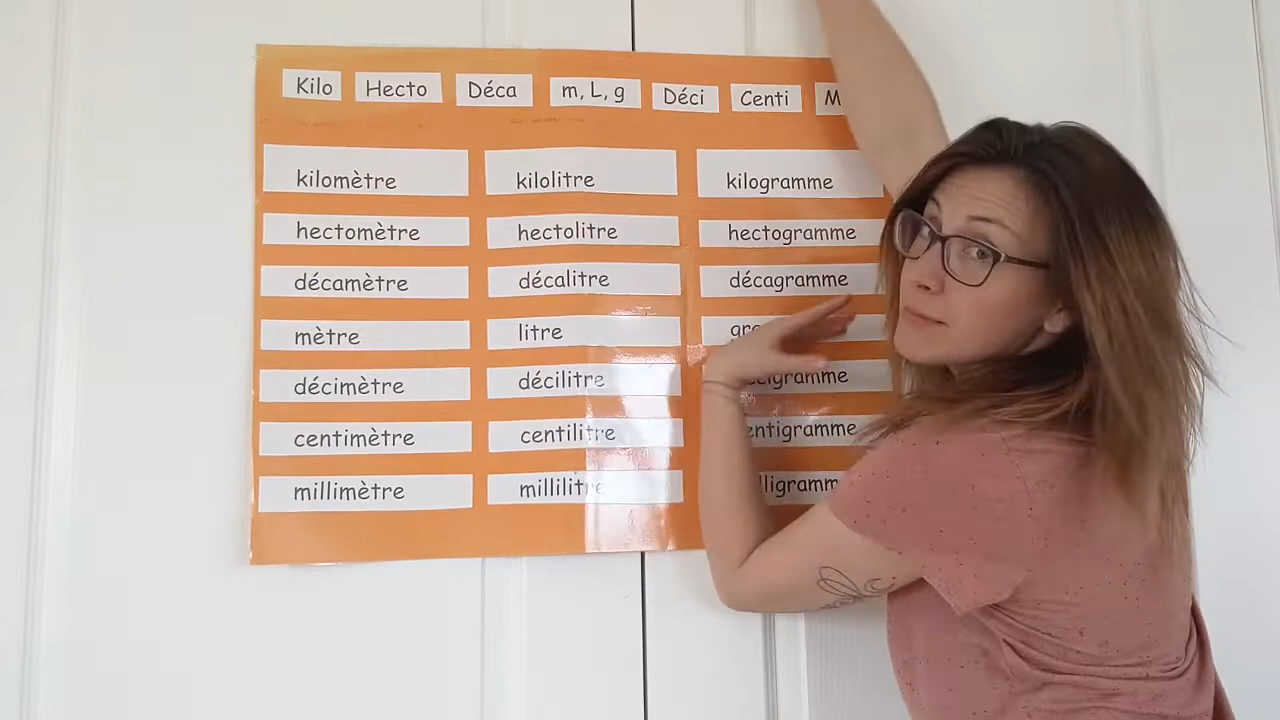 Kilo Hecto Déca m, L, g Déci Centi
kilomètre kilolitre kilogramme
hectomètre hectolitre hectogramme
décamètre décalitre décagramme
mètre litre
décimètre décilitre
centimètre centilitre
millimètre millilitre